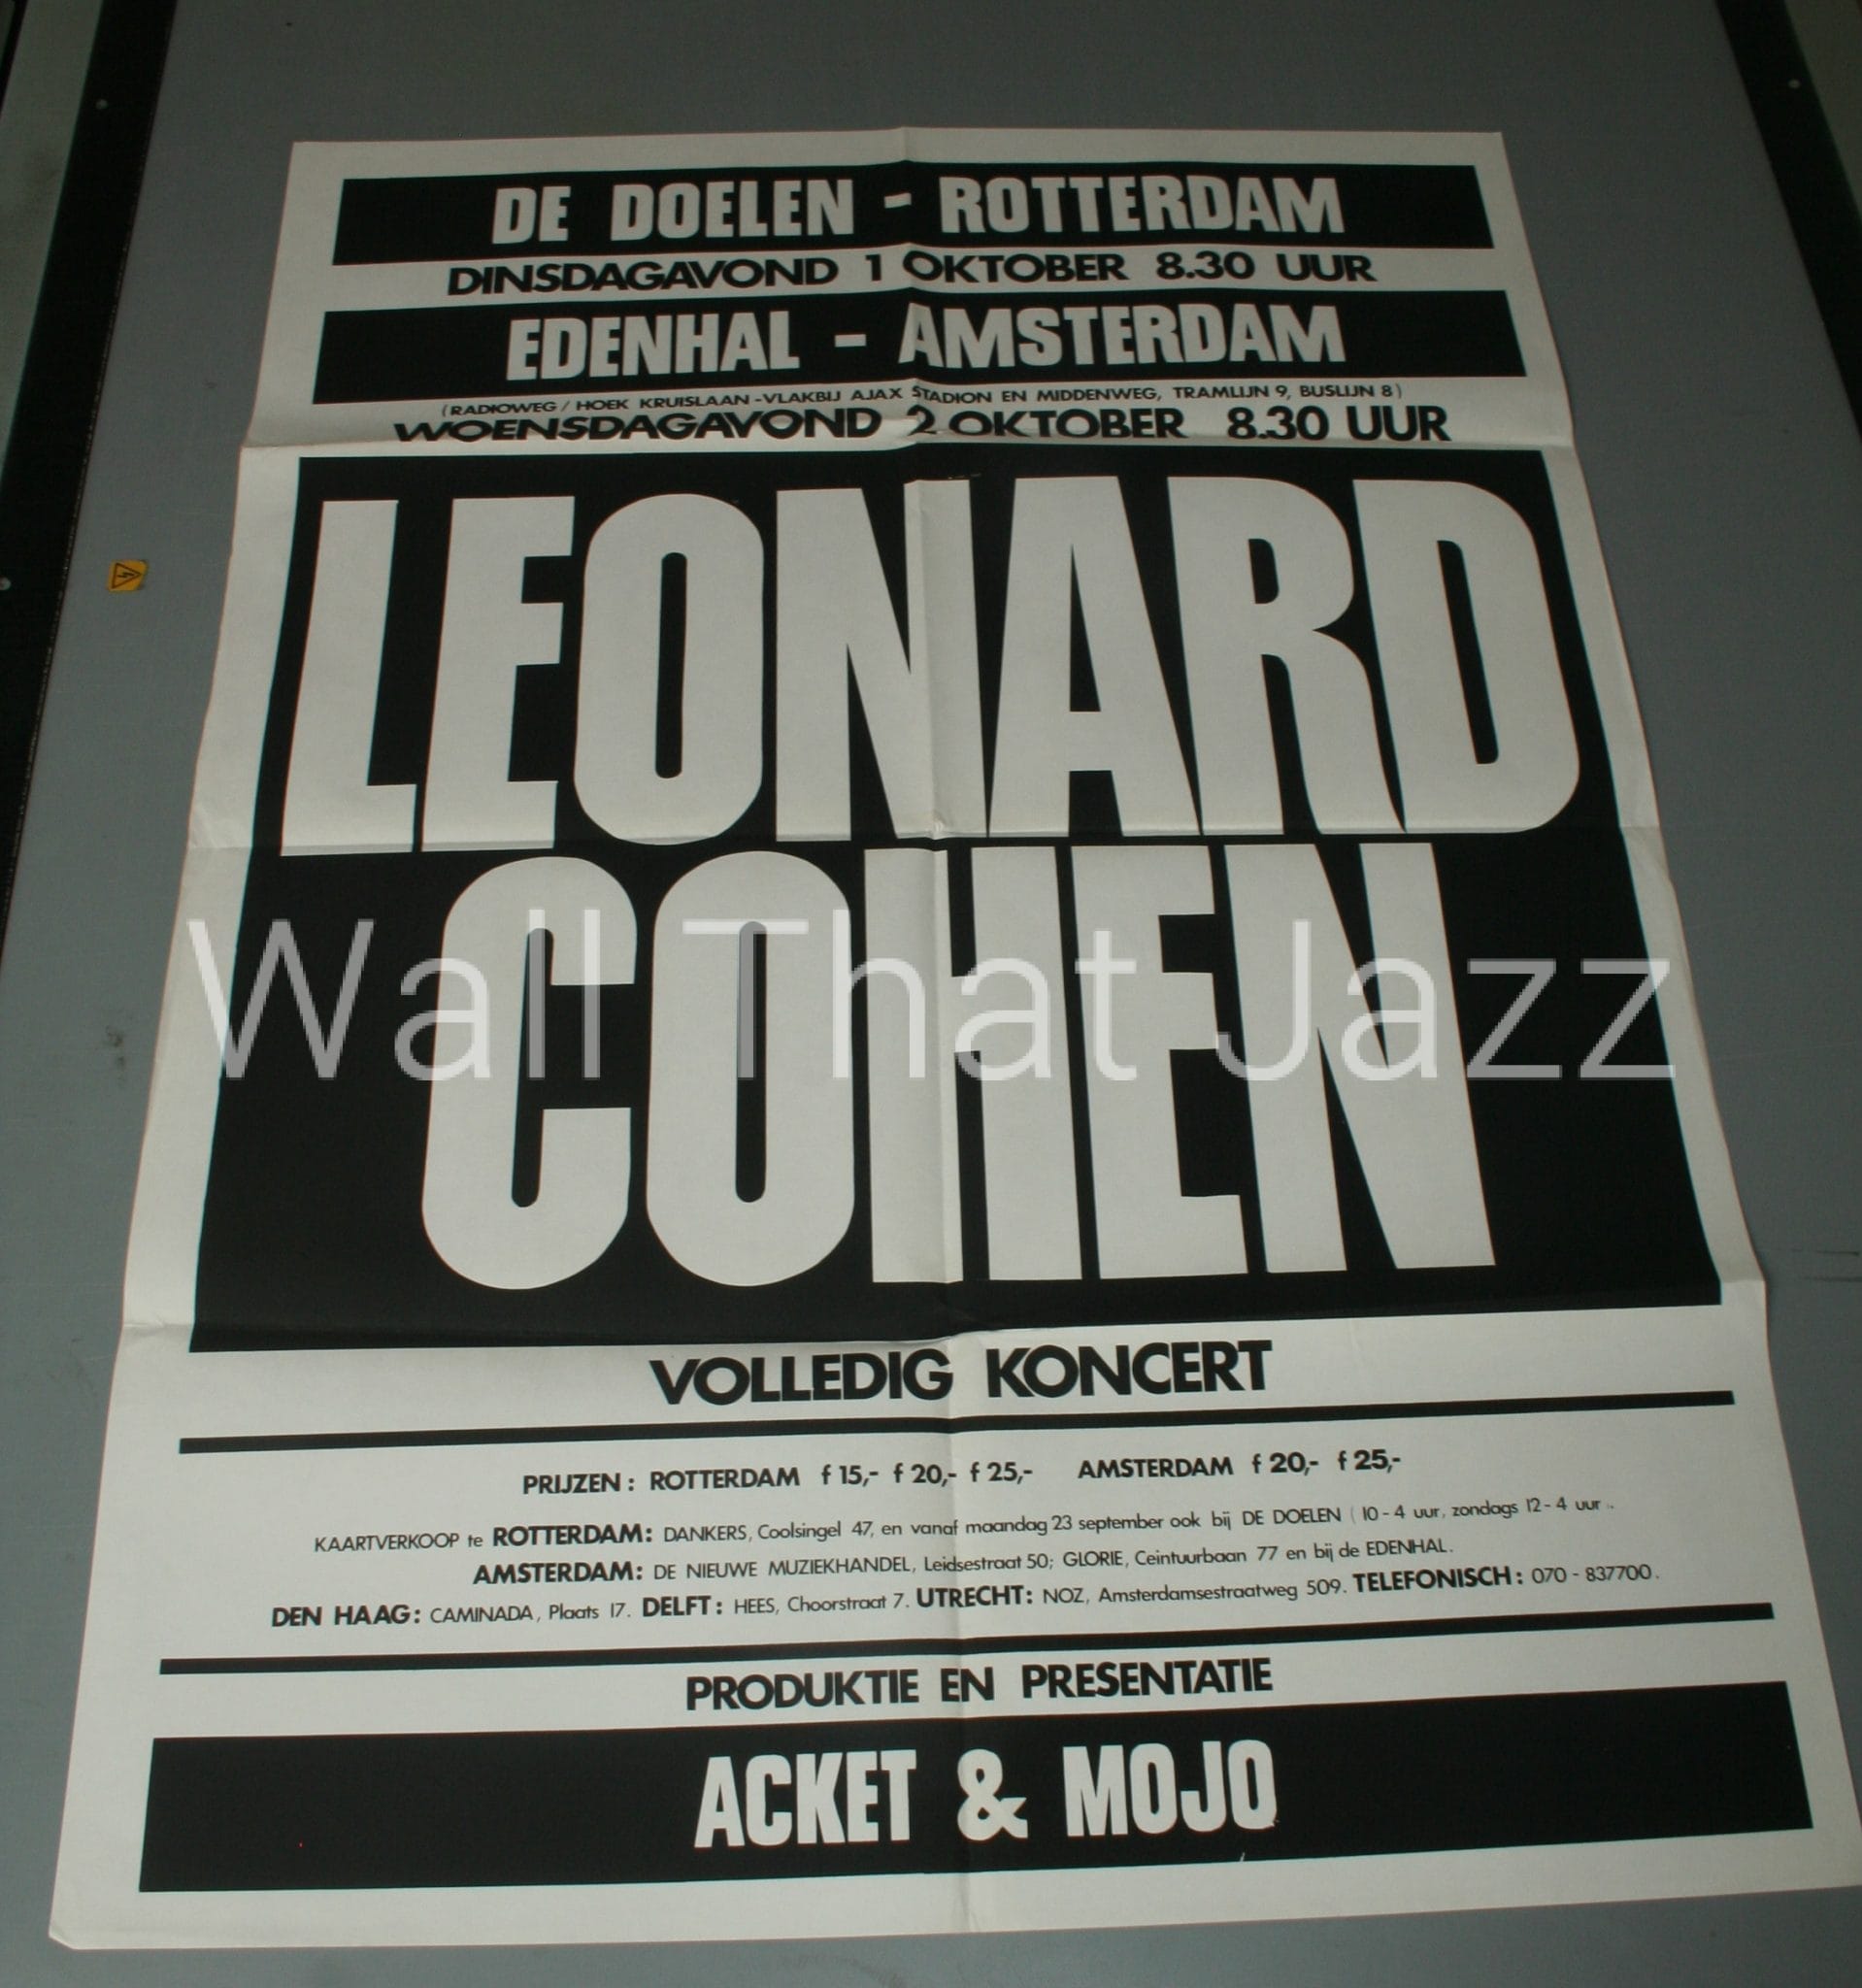 DE DOELEN - ROTTERDAM
DINSDAGAVOND 1 OKTOBER 8.30 UUR
EDENHAL - AMSTERDAM
(RADIOWEG / HOEK KRUISLAAN - VLAKBIJ AJAX STADION EN MIDDENWEG, TRAMLIJN 9, BUSLIJN 8)
WOENSDAGAVOND 2 OKTOBER 8.30 UUR
LEONARD
COHEN
Wall That Jazz
VOLLEDIG KONCERT
PRIJZEN: ROTTERDAM f 15,- f 20,- f 25,- AMSTERDAM f 20,- f 25,-
KAARTVERKOOP te ROTTERDAM: DANKERS, Coolsingel 47, en vanaf maandag 23 september ook bij DE DOELEN ( 10 - 4 uur, zondags 12 - 4 uur ..
AMSTERDAM: DE NIEUWE MUZIEKHANDEL, Leidsestraat 50; GLORIE, Ceintuurbaan 77 en bij de EDENHAL.
DEN HAAG: CAMINADA, Plaats 17. DELFT: HEES, Choorstraat 7. UTRECHT: NOZ, Amsterdamsestraatweg 509. TELEFONISCH: 070 - 837700.
PRODUKTIE EN PRESENTATIE
ACKET & MOJO